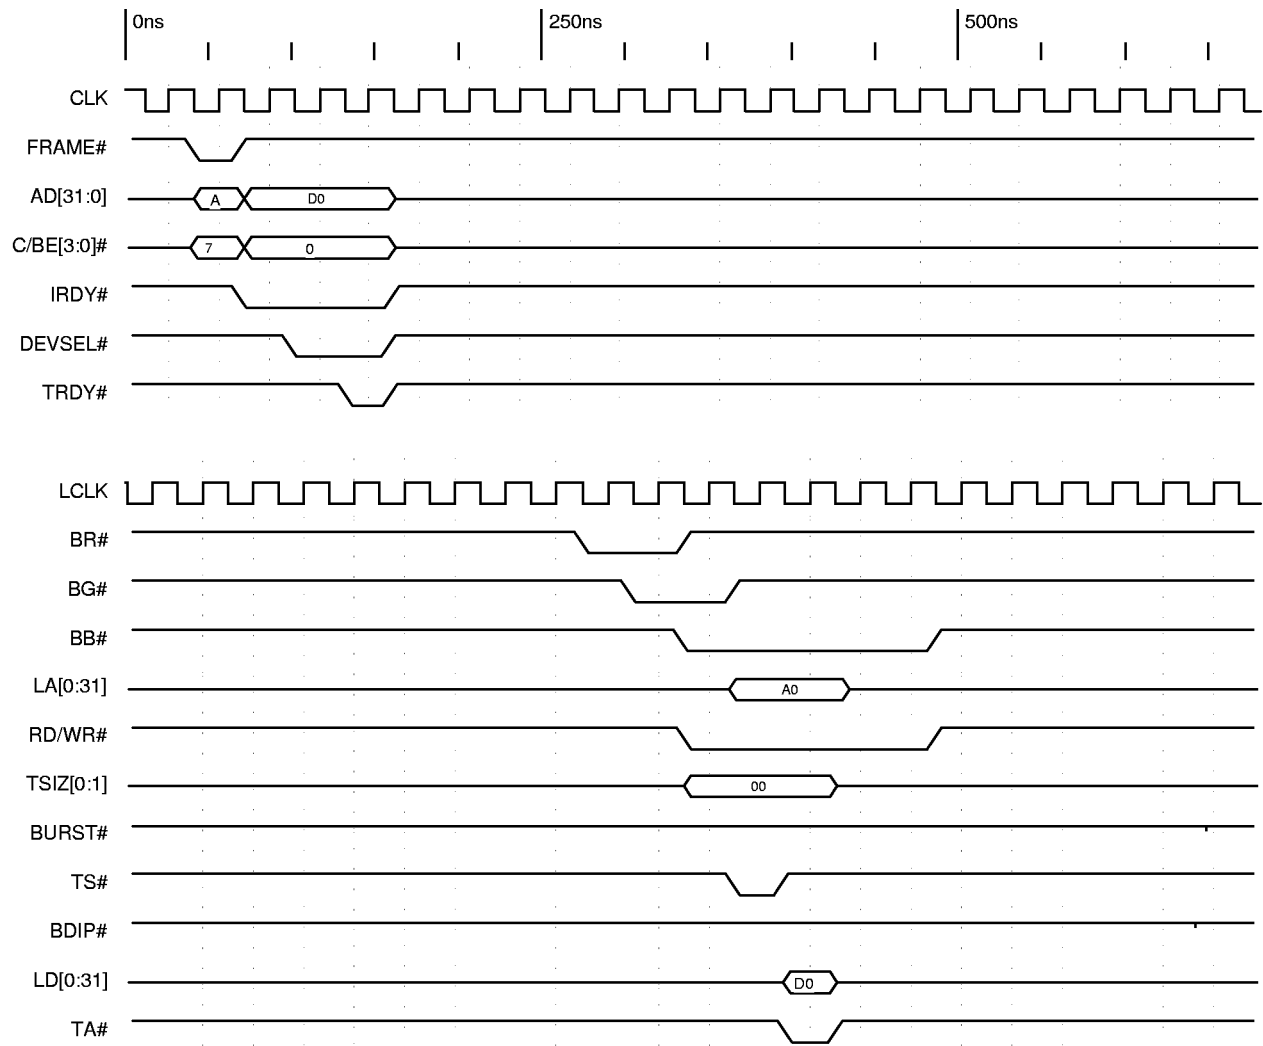 0ns 250ns 500ns
CLK
FRAME#
AD[31:0] A D0
C/BE[3:0]# 7 0
IRDY#
DEVSEL#
TRDY#
LCLK
BR#
BG#
BB#
LA[0:31] A0
RD/WR#
TSIZ[0:1] 00
BURST#
TS#
BDIP#
LD[0:31] D0
TA#